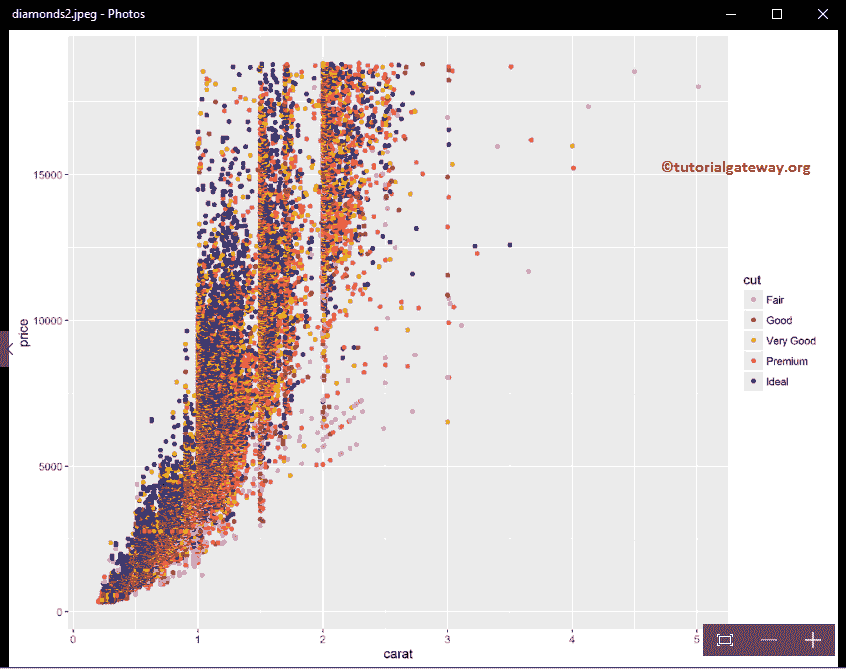 diamonds2.jpeg - Photos
©tutorialgateway.org
15000
10000
5000
0
price
0 1 2 3 4 5
carat
cut
Fair
Good
Very Good
Premium
Ideal